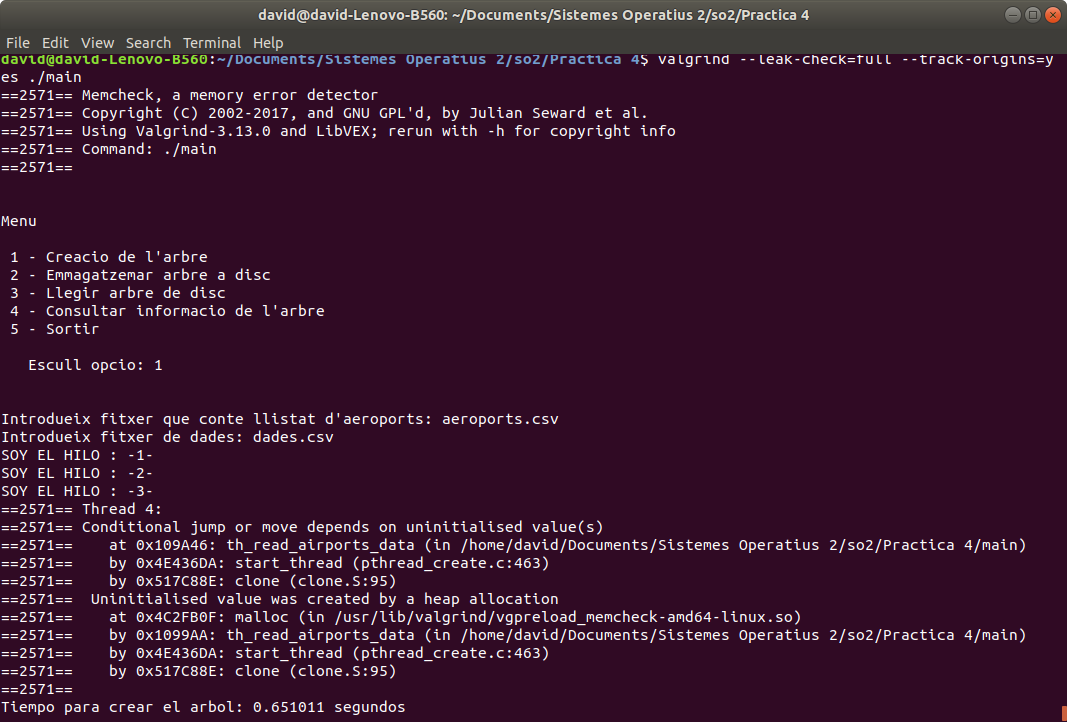 david@david-Lenovo-B560: ~/Documents/Sistemes Operatius 2/so2/Practica 4
File Edit View Search Terminal Help
david@david-Lenovo-B560:~/Documents/Sistemes Operatius 2/so2/Practica 4$ valgrind --leak-check=full --track-origins=y
es ./main
==2571== Memcheck, a memory error detector
==2571== Copyright (C) 2002-2017, and GNU GPL'd, by Julian Seward et al.
==2571== Using Valgrind-3.13.0 and LibVEX; rerun with -h for copyright info
==2571== Command: ./main
==2571==
Menu
1 - Creacio de l'arbre
2 - Emmagatzemar arbre a disc
3 - Llegir arbre de disc
4 - Consultar informacio de l'arbre
5 - Sortir
Escull opcio: 1
Introdueix fitxer que conte llistat d'aeroports: aeroports.csv
Introdueix fitxer de dades: dades.csv
SOY EL HILO : -1-
SOY EL HILO : -2-
SOY EL HILO : -3-
==2571== Thread 4:
==2571== Conditional jump or move depends on uninitialised value(s)
==2571==    at 0x109A46: th_read_airports_data (in /home/david/Documents/Sistemes Operatius 2/so2/Practica 4/main)
==2571==    by 0x4E436DA: start_thread (pthread_create.c:463)
==2571==    by 0x517C88E: clone (clone.S:95)
==2571==  Uninitialised value was created by a heap allocation
==2571==    at 0x4C2FB0F: malloc (in /usr/lib/valgrind/vgpreload_memcheck-amd64-linux.so)
==2571==    by 0x1099AA: th_read_airports_data (in /home/david/Documents/Sistemes Operatius 2/so2/Practica 4/main)
==2571==    by 0x4E436DA: start_thread (pthread_create.c:463)
==2571==    by 0x517C88E: clone (clone.S:95)
==2571==
Tiempo para crear el arbol: 0.651011 segundos